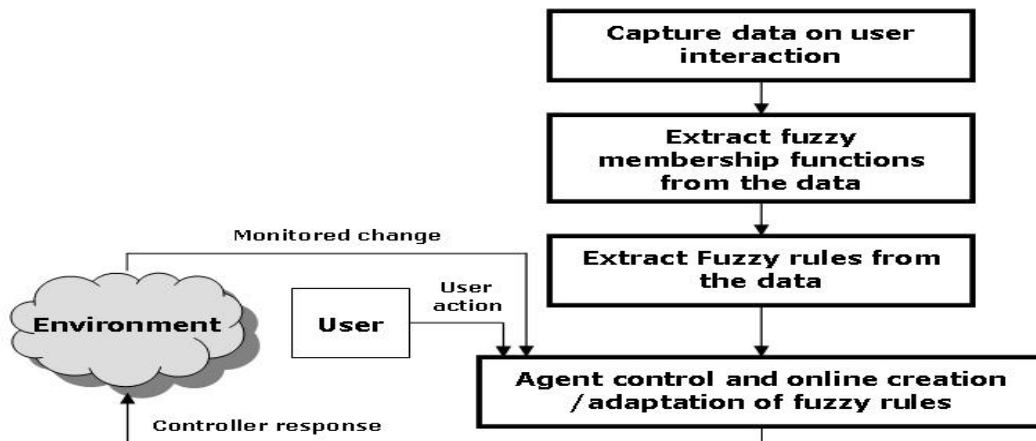 Capture data on user
interaction
Extract fuzzy
membership functions
from the data
Monitored change
Extract Fuzzy rules from
the data
User
action
Environment
User
Agent control and online creation
/adaptation of fuzzy rules
Controller response